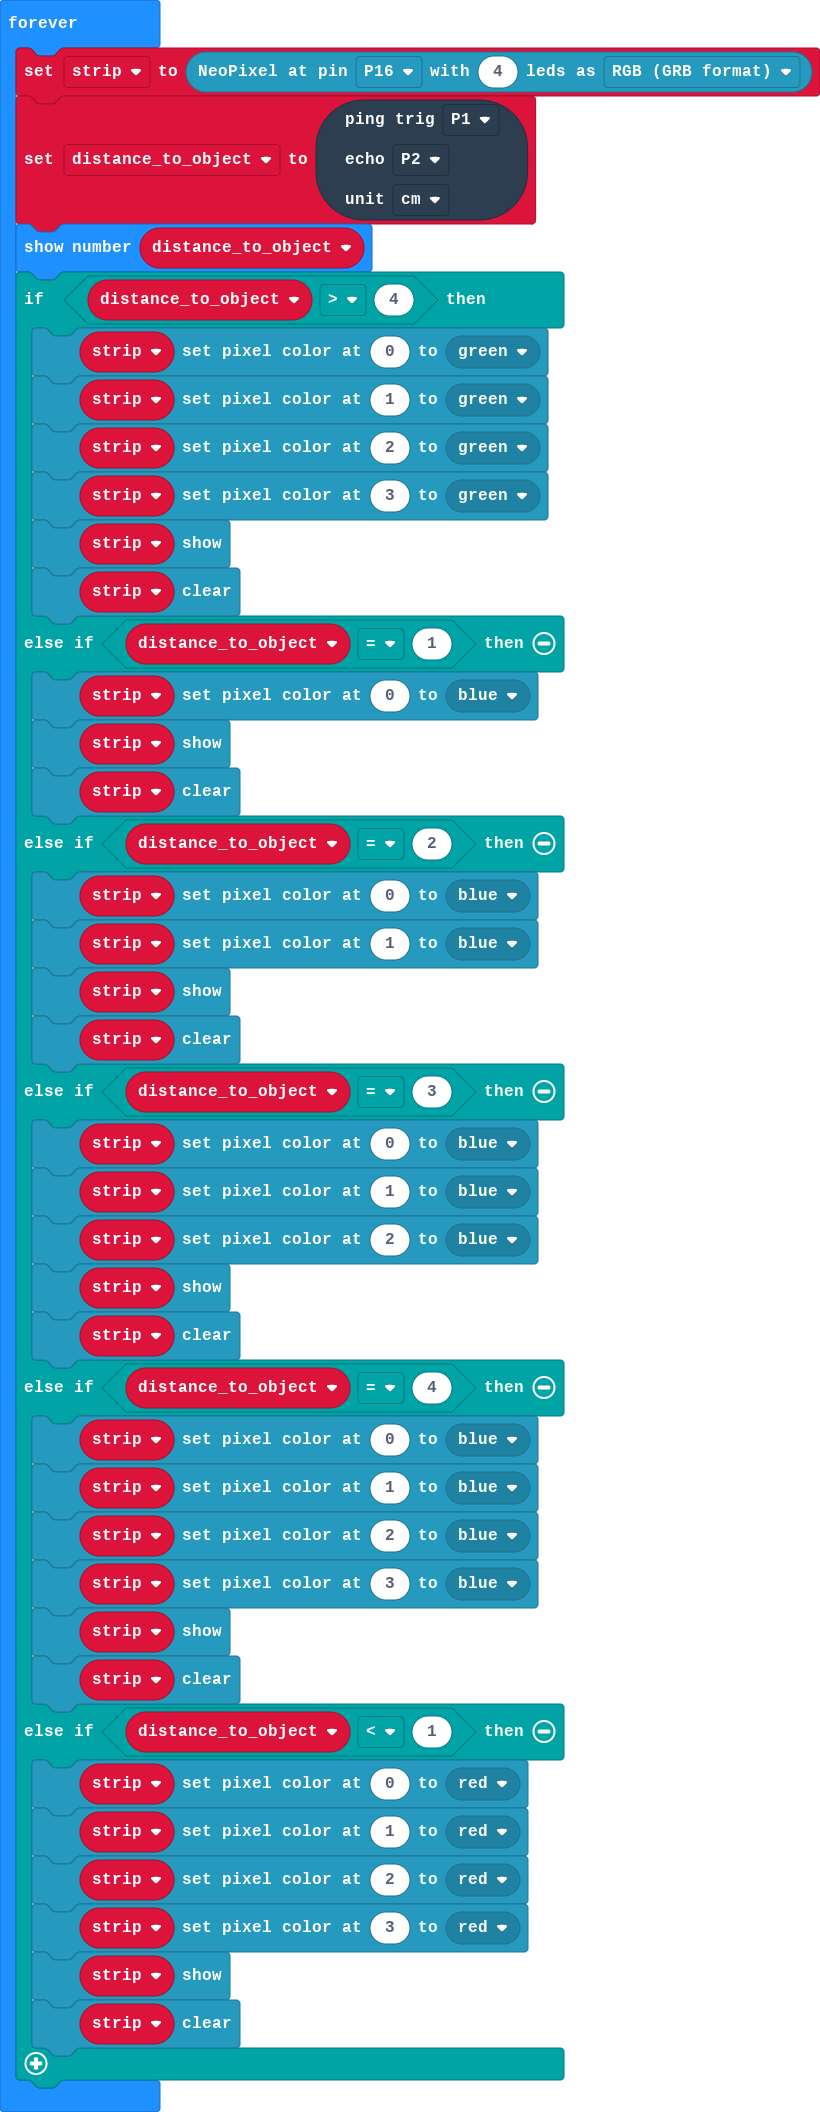 forever
set strip to NeoPixel at pin P16 with 4 leds as RGB (GRB format)
set distance_to_object to ping trig P1
echo P2
unit cm
show number distance_to_object
if distance_to_object > 4 then
strip set pixel color at 0 to green
strip set pixel color at 1 to green
strip set pixel color at 2 to green
strip set pixel color at 3 to green
strip show
strip clear
else if distance_to_object = 1 then
strip set pixel color at 0 to blue
strip show
strip clear
else if distance_to_object = 2 then
strip set pixel color at 0 to blue
strip set pixel color at 1 to blue
strip show
strip clear
else if distance_to_object = 3 then
strip set pixel color at 0 to blue
strip set pixel color at 1 to blue
strip set pixel color at 2 to blue
strip show
strip clear
else if distance_to_object = 4 then
strip set pixel color at 0 to blue
strip set pixel color at 1 to blue
strip set pixel color at 2 to blue
strip set pixel color at 3 to blue
strip show
strip clear
else if distance_to_object < 1 then
strip set pixel color at 0 to red
strip set pixel color at 1 to red
strip set pixel color at 2 to red
strip set pixel color at 3 to red
strip show
strip clear